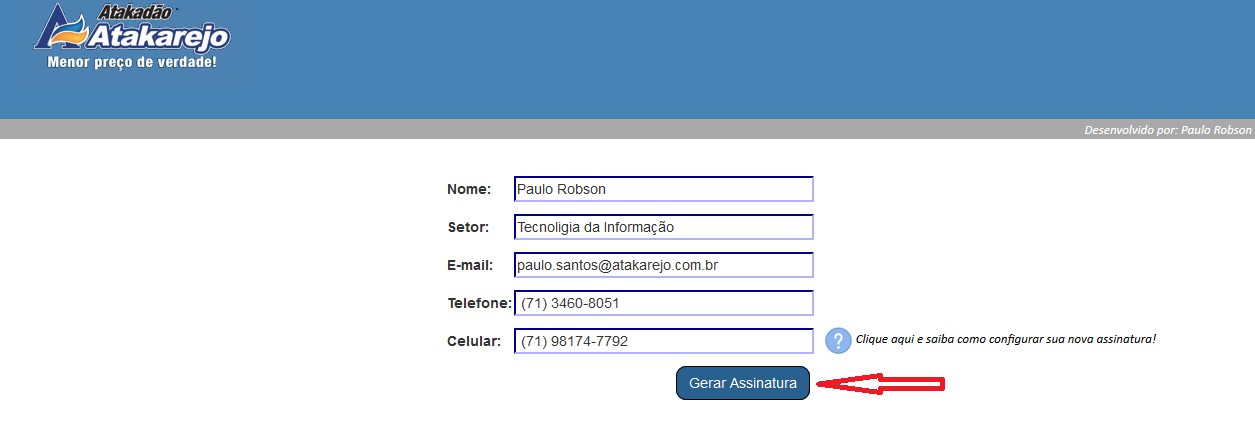 Atakadão
Atakarejo
Menor preço de verdade!
Desenvolvido por: Paulo Robson
Nome: Paulo Robson
Setor: Tecnoligia da Informação
E-mail: paulo.santos@atakarejo.com.br
Telefone: (71) 3460-8051
Celular: (71) 98174-7792 ? Clique aqui e saiba como configurar sua nova assinatura!
Gerar Assinatura